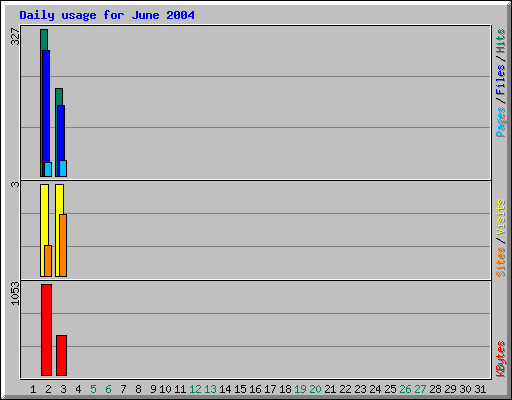 Daily usage for June 2004
327
Pages / Files / Hits
3
Sites / Visits
1053
KBytes
1 2 3 4 5 6 7 8 9 10 11 12 13 14 15 16 17 18 19 20 21 22 23 24 25 26 27 28 29 30 31